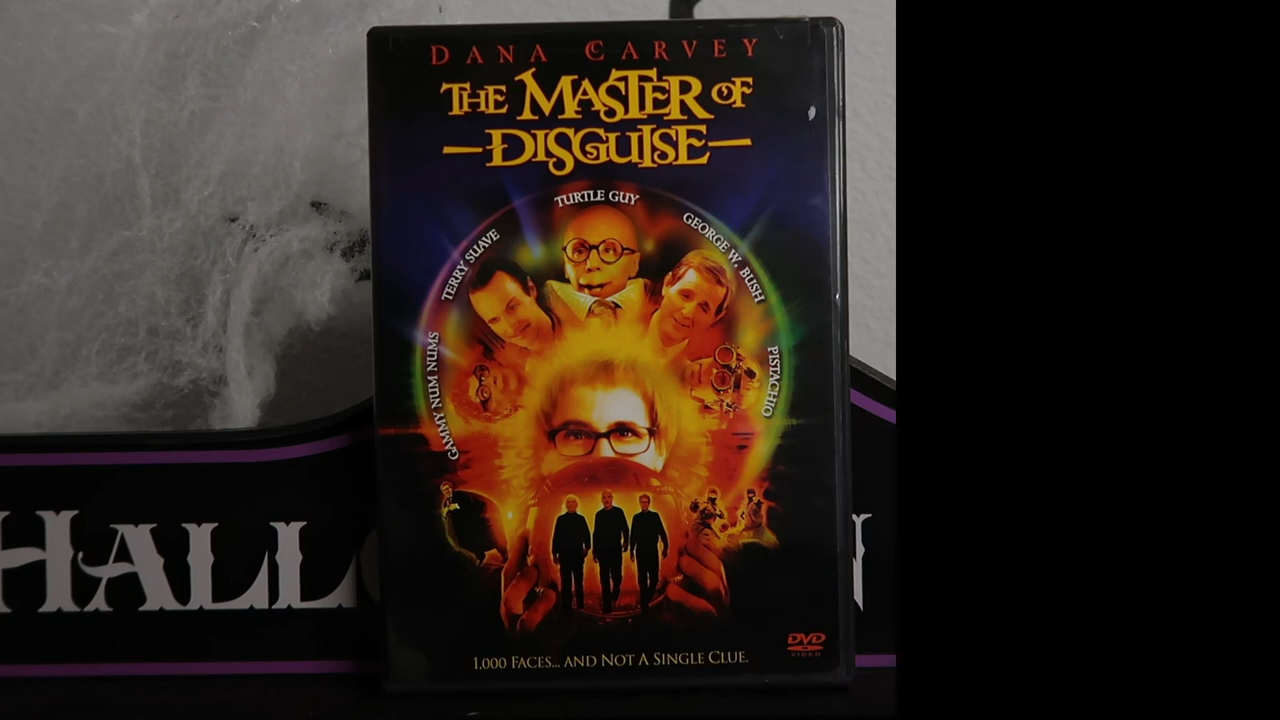 DANA CARVEY
THE MASTER OF
DISGUISE
TURTLE GUY
TERRY SUAVE
GEORGE W. BUSH
GAMMY NUM NUMS
PISTACHIO
HALL
N
1,000 FACES... AND NOT A SINGLE CLUE.
DVD
VIDEO